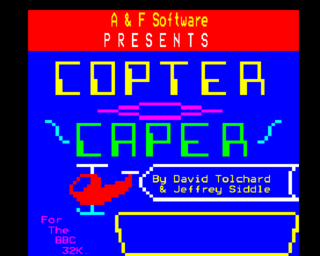 A & F Software
PRESENTS
COPTER
CAPER
By David Tolchard
& Jeffrey Siddle
For
The
BBC
32K.